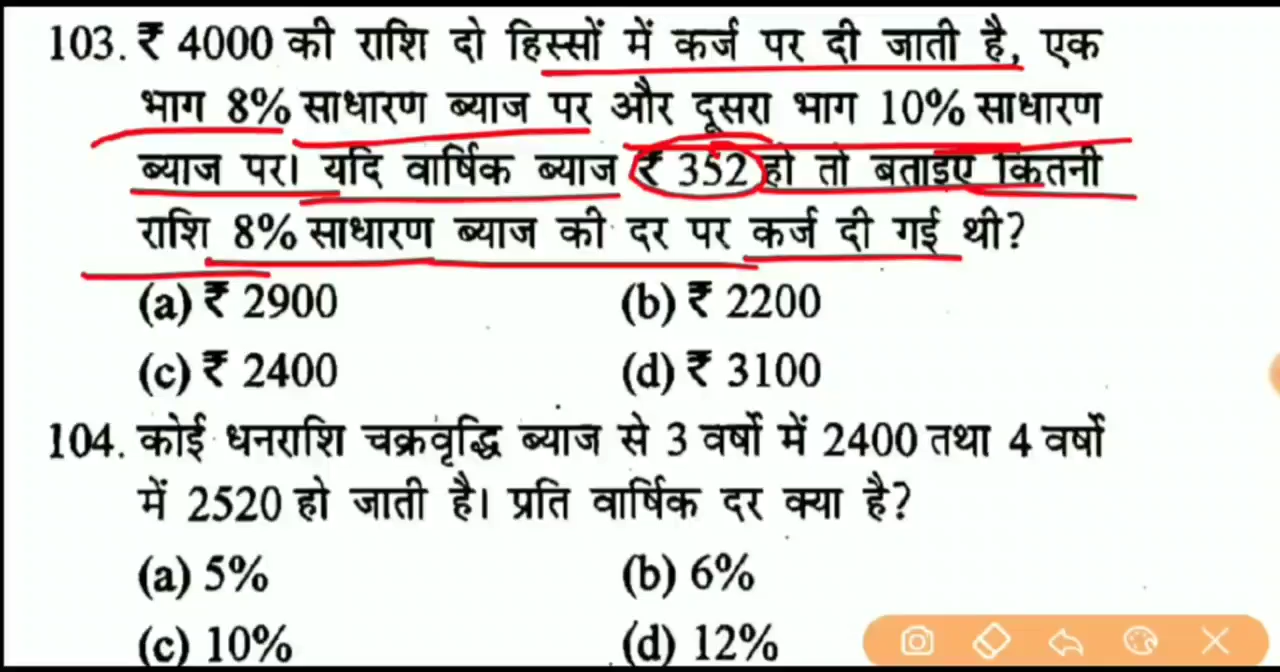 103. ₹ 4000 की राशि दो हिस्सों में कर्ज पर दी जाती है, एक
भाग 8% साधारण ब्याज पर और दूसरा भाग 10% साधारण
ब्याज पर। यदि वार्षिक ब्याज ₹ 352 हो तो बताइए कितनी
राशि 8% साधारण ब्याज की दर पर कर्ज दी गई थी?
(a) ₹ 2900 (b) ₹ 2200
(c) ₹ 2400 (d) ₹ 3100
104. कोई धनराशि चक्रवृद्धि ब्याज से 3 वर्षों में 2400 तथा 4 वर्षों
में 2520 हो जाती है। प्रति वार्षिक दर क्या है?
(a) 5% (b) 6%
(c) 10% (d) 12%